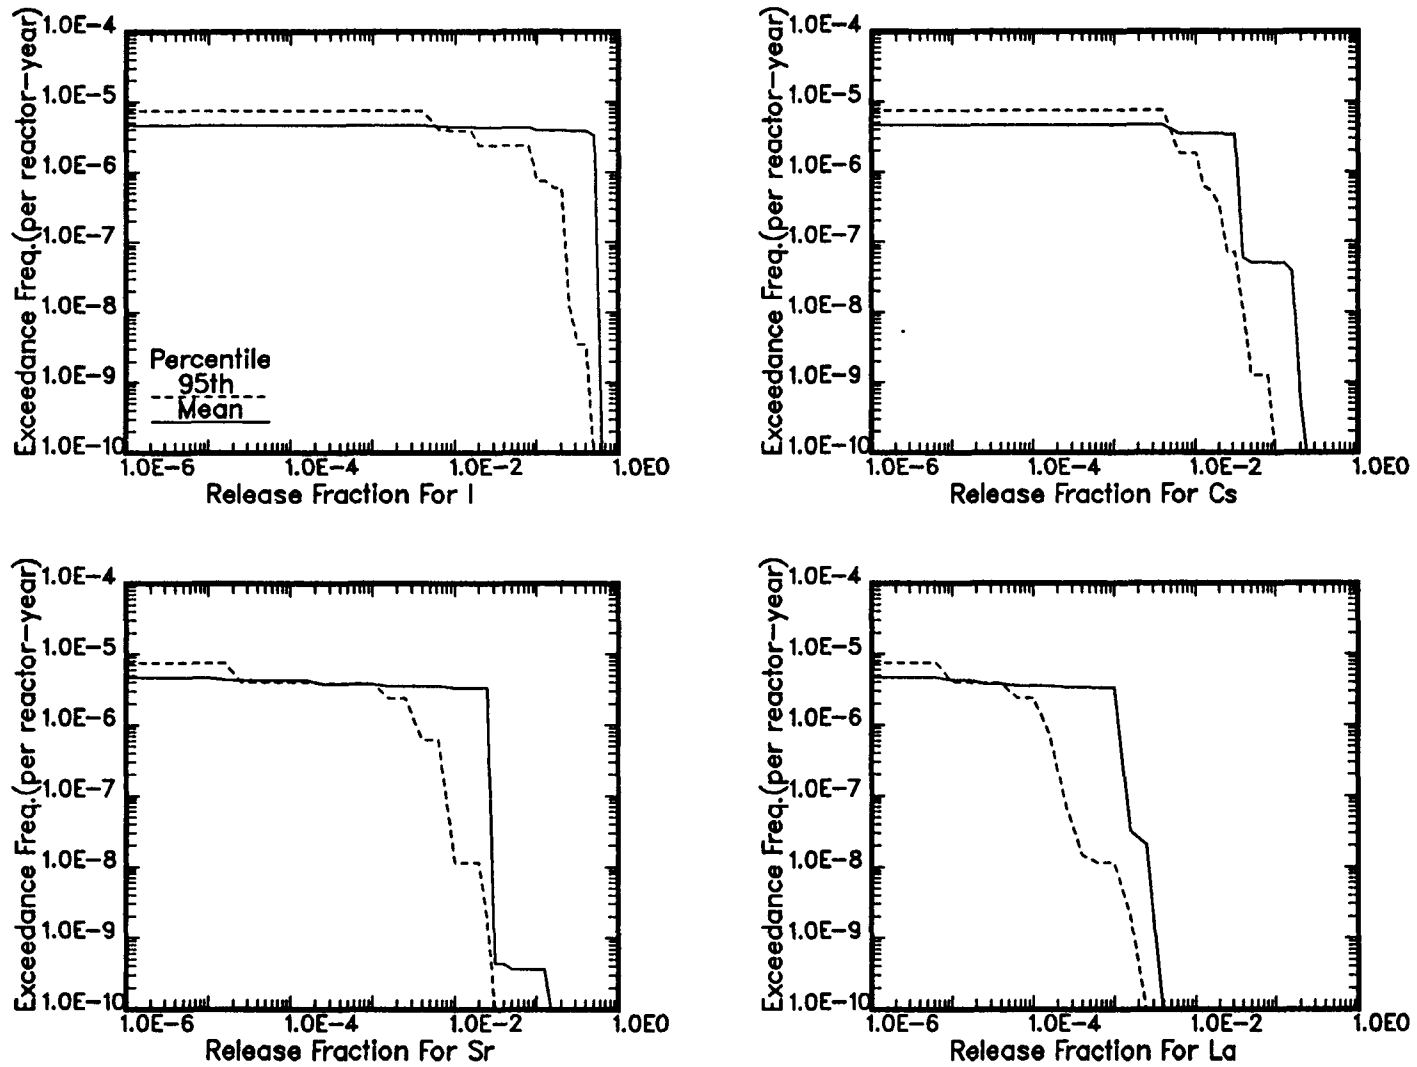 Exceedance Freq.(per reactor-year)
1.0E-4
1.0E-5
1.0E-6
1.0E-7
1.0E-8
1.0E-9
1.0E-10
Percentile
95th
Mean
1.0E-6 1.0E-4 1.0E-2 1.0E0
Release Fraction For I
Exceedance Freq.(per reactor-year)
1.0E-4
1.0E-5
1.0E-6
1.0E-7
1.0E-8
1.0E-9
1.0E-10
1.0E-6 1.0E-4 1.0E-2 1.0E0
Release Fraction For Cs
Exceedance Freq.(per reactor-year)
1.0E-4
1.0E-5
1.0E-6
1.0E-7
1.0E-8
1.0E-9
1.0E-10
1.0E-6 1.0E-4 1.0E-2 1.0E0
Release Fraction For Sr
Exceedance Freq.(per reactor-year)
1.0E-4
1.0E-5
1.0E-6
1.0E-7
1.0E-8
1.0E-9
1.0E-10
1.0E-6 1.0E-4 1.0E-2 1.0E0
Release Fraction For La